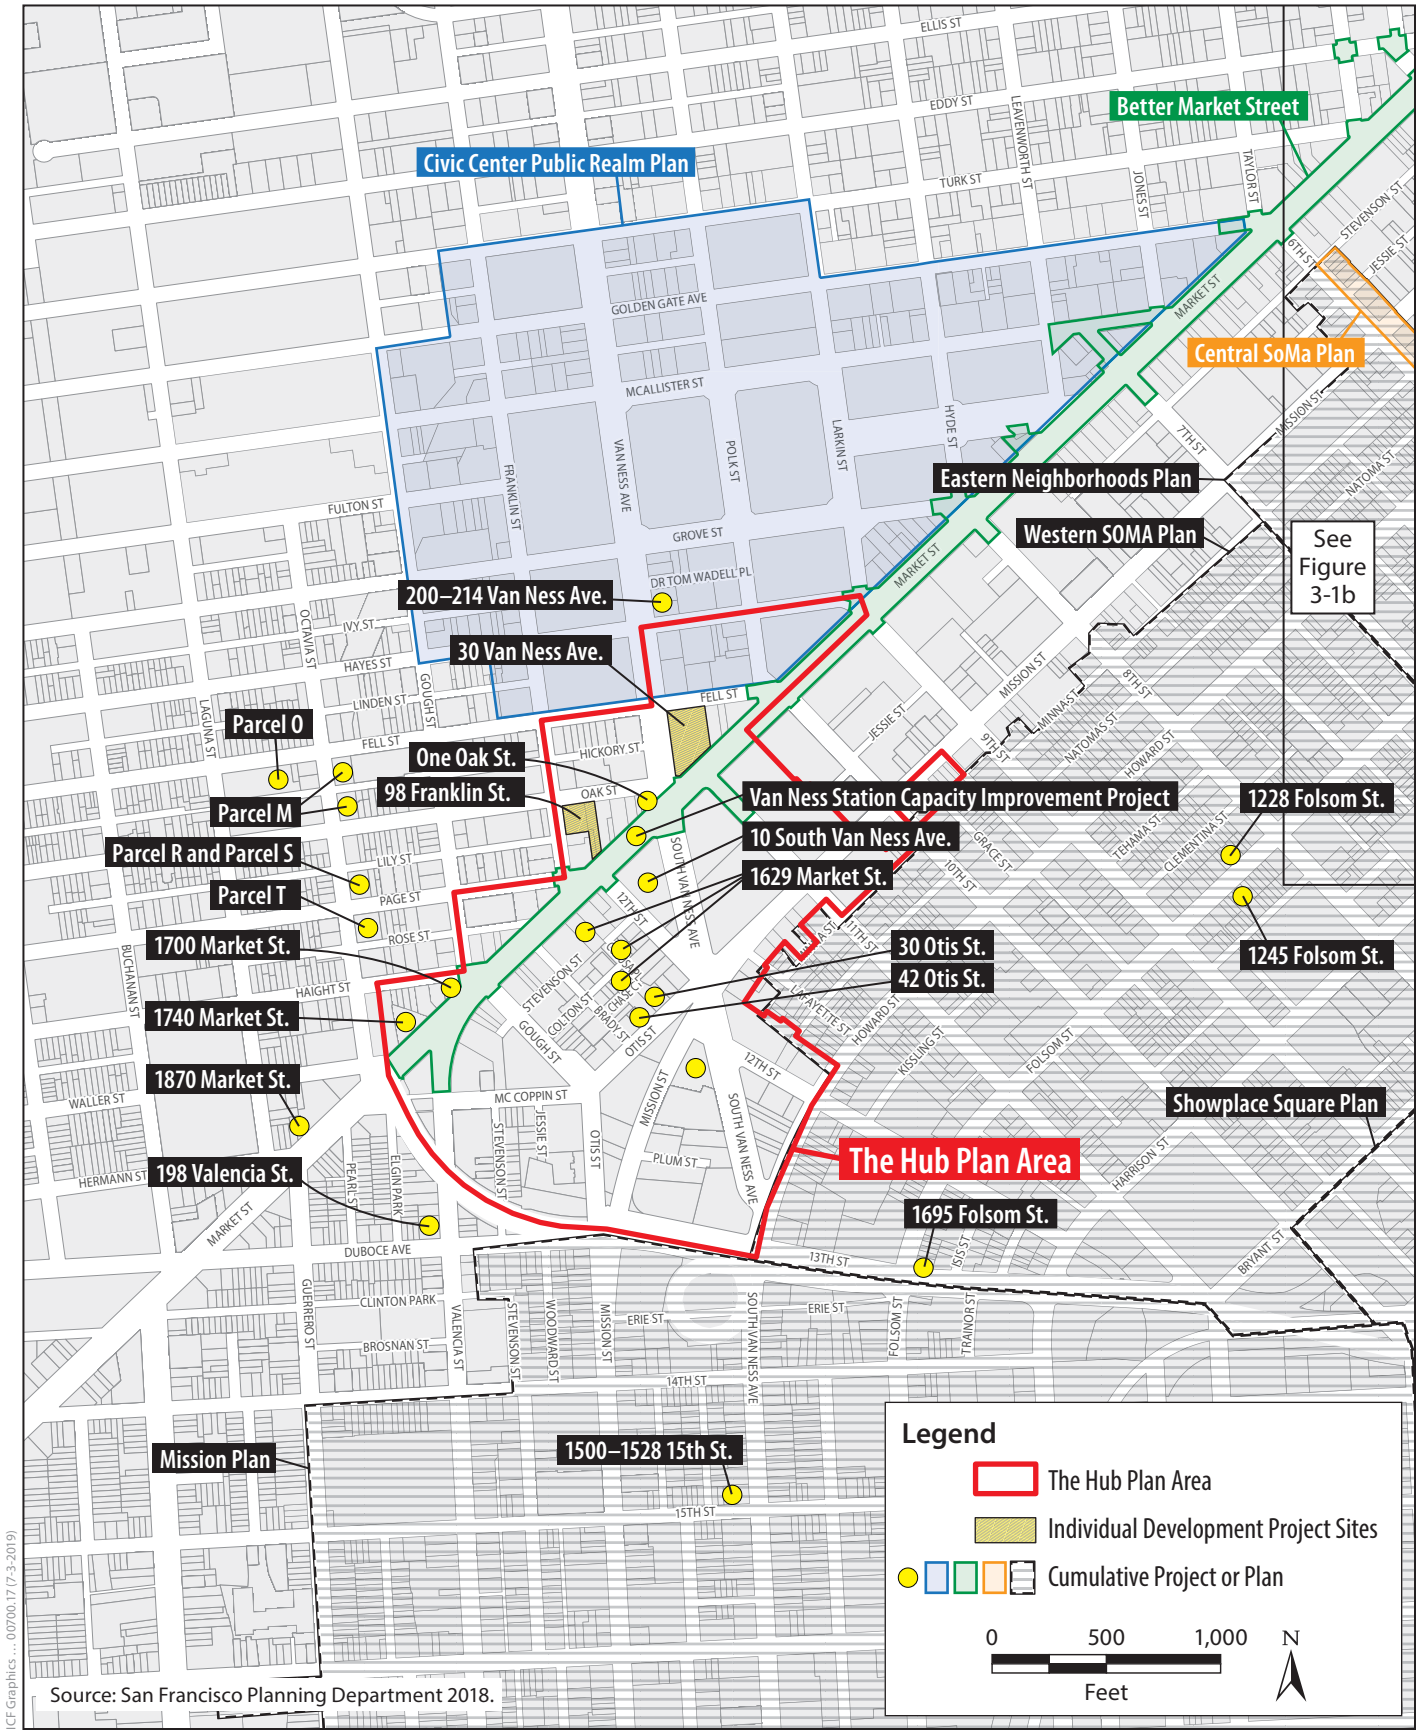 ELLIS ST
EDDY ST
LEAVENWORTH ST
Better Market Street
Civic Center Public Realm Plan
TURK ST
JONES ST
TAYLOR ST
STEVENSON ST
6TH ST
JESSIE ST
GOLDEN GATE AVE
MARKET ST
Central SoMa Plan
MCALLISTER ST
MISSION ST
HYDE ST
LARKIN ST
POLK ST
VAN NESS AVE
FRANKLIN ST
7TH ST
NATOMA ST
Eastern Neighborhoods Plan
FULTON ST
GROVE ST
Western SOMA Plan
See
Figure
3-1b
MARKET ST
DR TOM WADELL PL
200–214 Van Ness Ave.
OCTAVIA ST
IVY ST
30 Van Ness Ave.
HAYES ST
GOUGH ST
LINDEN ST
FELL ST
MISSION ST
8TH ST
MINNA ST
LAGUNA ST
Parcel O
FELL ST
HICKORY ST
JESSIE ST
9TH ST
NATOMAS ST
HOWARD ST
One Oak St.
98 Franklin St.
OAK ST
Parcel M
Van Ness Station Capacity Improvement Project
1228 Folsom St.
10 South Van Ness Ave.
GRACE ST
TEHAMA ST
CLEMENTINA ST
Parcel R and Parcel S
LILY ST
1629 Market St.
10TH ST
Parcel T
PAGE ST
12TH ST
SOUTH VAN NESS AVE
ROSE ST
11TH ST
1700 Market St.
30 Otis St.
1245 Folsom St.
BUCHANAN ST
HAIGHT ST
STEVENSON ST
42 Otis St.
LAFAYETTE ST
1740 Market St.
COLTON ST
BRADY ST
GOUGH ST
OTIS ST
HOWARD ST
KISSLING ST
FOLSOM ST
12TH ST
1870 Market St.
WALLER ST
MC COPPIN ST
MISSION ST
SOUTH VAN NESS AVE
Showplace Square Plan
STEVENSON ST
JESSIE ST
OTIS ST
PLUM ST
The Hub Plan Area
HARRISON ST
HERMANN ST
198 Valencia St.
PEARL ST
ELGIN PARK
MARKET ST
1695 Folsom St.
DUBOCE AVE
13TH ST
ISIS ST
BRYANT ST
CLINTON PARK
GUERRERO ST
VALENCIA ST
STEVENSON ST
WOODWARD ST
MISSION ST
ERIE ST
SOUTH VAN NESS AVE
ERIE ST
FOLSOM ST
TRAINOR ST
BROSNAN ST
14TH ST
Mission Plan
1500–1528 15th St.
15TH ST
Legend
The Hub Plan Area
Individual Development Project Sites
Cumulative Project or Plan
0 500 1,000
Feet
N
Source: San Francisco Planning Department 2018.
ICF Graphics … 00700.17 (7-3-2019)